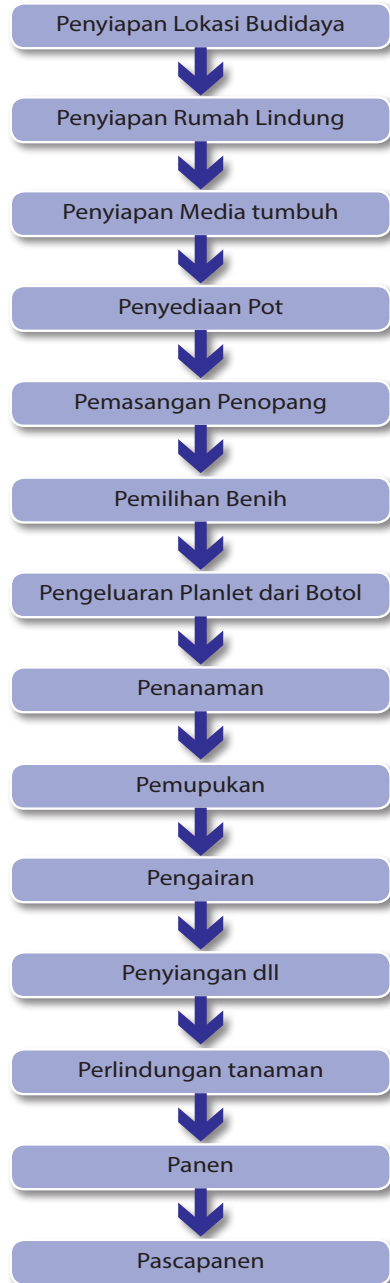 Penyiapan Lokasi Budidaya
Penyiapan Rumah Lindung
Penyiapan Media tumbuh
Penyediaan Pot
Pemasangan Penopang
Pemilihan Benih
Pengeluaran Planlet dari Botol
Penanaman
Pemupukan
Pengairan
Penyiangan dll
Perlindungan tanaman
Panen
Pascapanen